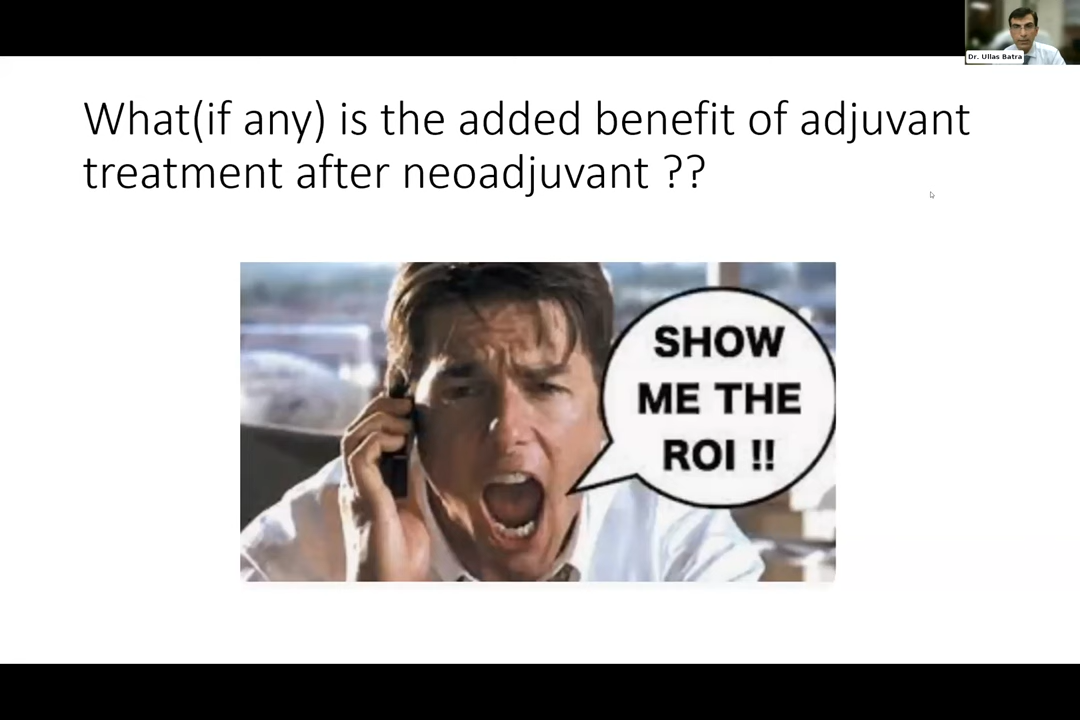 Dr. Ullas Batra
What(if any) is the added benefit of adjuvant
treatment after neoadjuvant ??
SHOW
ME THE
ROI !!